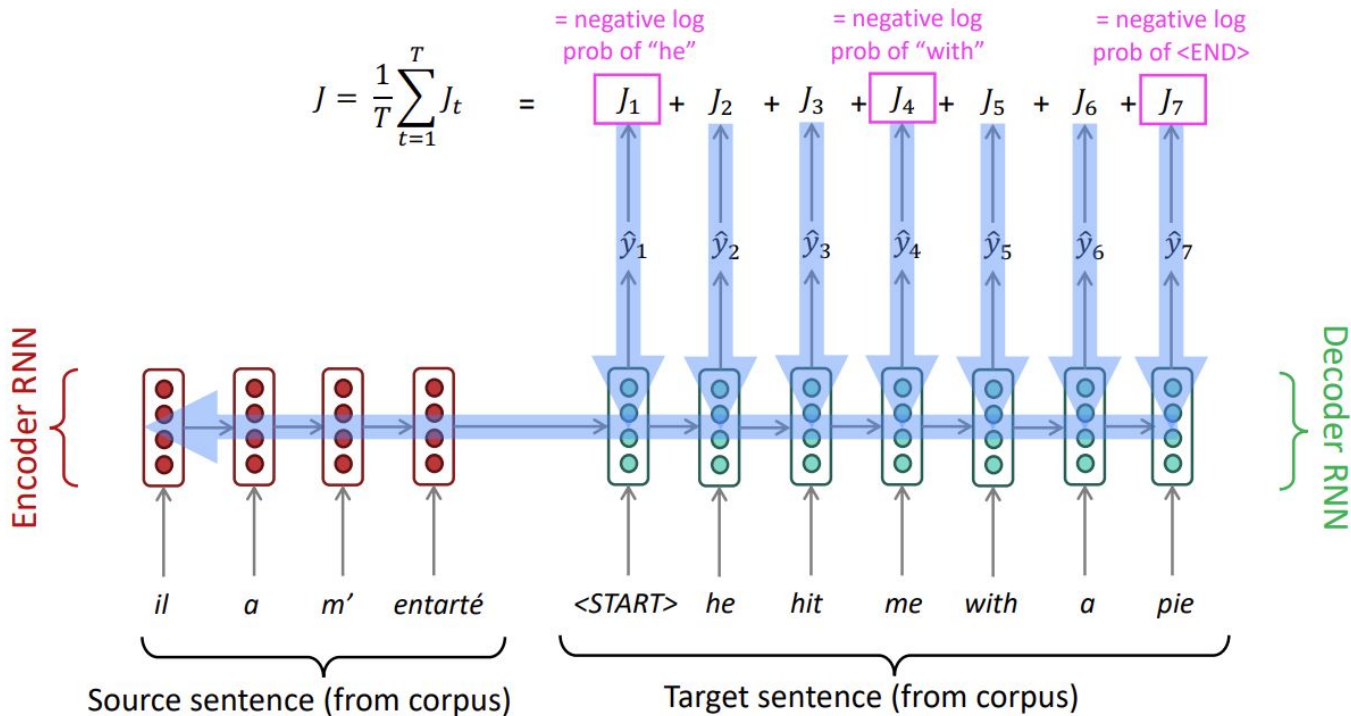 = negative log
prob of “he”
= negative log
prob of “with”
= negative log
prob of <END>
J = 1/T ∑_{t=1}^{T} J_t = J₁ + J₂ + J₃ + J₄ + J₅ + J₆ + J₇
ŷ₁ ŷ₂ ŷ₃ ŷ₄ ŷ₅ ŷ₆ ŷ₇
Encoder RNN
Decoder RNN
il a m’ entarté <START> he hit me with a pie
Source sentence (from corpus)
Target sentence (from corpus)